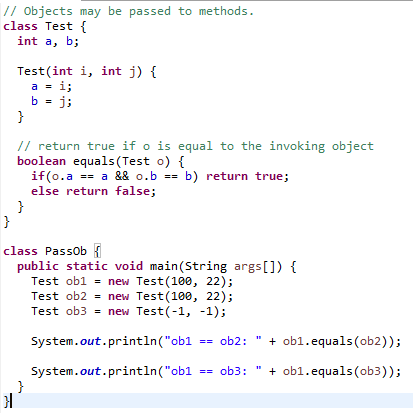 // Objects may be passed to methods.
class Test {
  int a, b;

  Test(int i, int j) {
    a = i;
    b = j;
  }

  // return true if o is equal to the invoking object
  boolean equals(Test o) {
    if(o.a == a && o.b == b) return true;
    else return false;
  }
}

class PassOb {
  public static void main(String args[]) {
    Test ob1 = new Test(100, 22);
    Test ob2 = new Test(100, 22);
    Test ob3 = new Test(-1, -1);

    System.out.println("ob1 == ob2: " + ob1.equals(ob2));

    System.out.println("ob1 == ob3: " + ob1.equals(ob3));
  }
}